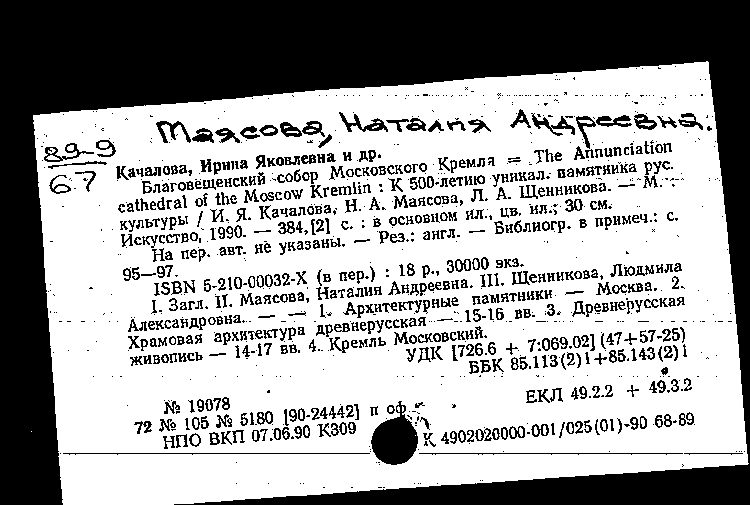 Маясова, Наталия Андреевна.
89-9
67
Качалова, Ирина Яковлевна и др.
Благовещенский собор Московского Кремля = The Annunciation
cathedral of the Moscow Kremlin : К 500-летию уникал. памятника рус.
культуры / И. Я. Качалова, Н. А. Маясова, Л. А. Щенникова. — М. :
Искусство, 1990. — 384,[2] с. : в основном ил., цв. ил.; 30 см.
На пер. авт. не указаны. — Рез.: англ. — Библиогр. в примеч.: с.
95—97.
ISBN 5-210-00032-X (в пер.) : 18 р., 30000 экз.
I. Загл. II. Маясова, Наталия Андреевна. III. Щенникова, Людмила
Александровна. — — 1. Архитектурные памятники — Москва. 2.
Храмовая архитектура древнерусская — 15-16 вв. 3. Древнерусская
живопись — 14-17 вв. 4. Кремль Московский.
УДК [726.6 + 7:069.02] (47+57-25)
ББК 85.113(2)1+85.143(2)1
№ 19078
ЕКЛ 49.2.2 + 49.3.2
72 № 105 № 5180 [90-24442] п оф
НПО ВКП 07.06.90 К309
К 4902020000-001/025(01)-90 68-89